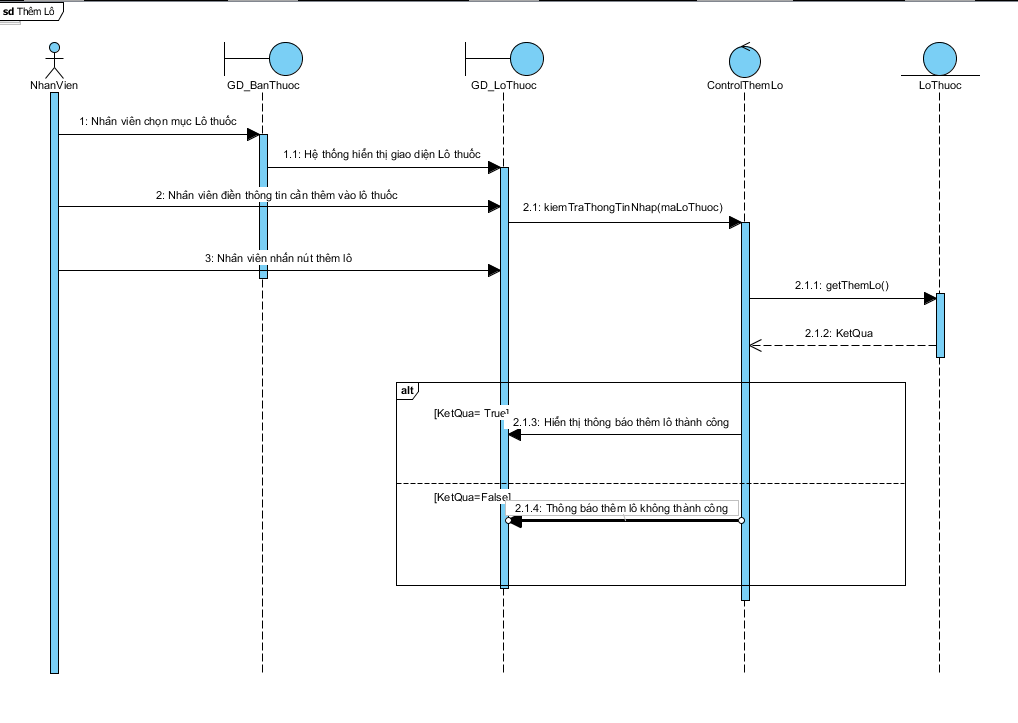 sd Thêm Lô
NhanVien
GD_BanThuoc
GD_LoThuoc
ControlThemLo
LoThuoc
1: Nhân viên chọn mục Lô thuốc
1.1: Hệ thống hiển thị giao diện Lô thuốc
2: Nhân viên điền thông tin cần thêm vào lô thuốc
2.1: kiemTraThongTinNhap(maLoThuoc)
3: Nhân viên nhấn nút thêm lô
2.1.1: getThemLo()
2.1.2: KetQua
alt
[KetQua= True]
2.1.3: Hiển thị thông báo thêm lô thành công
[KetQua=False]
2.1.4: Thông báo thêm lô không thành công